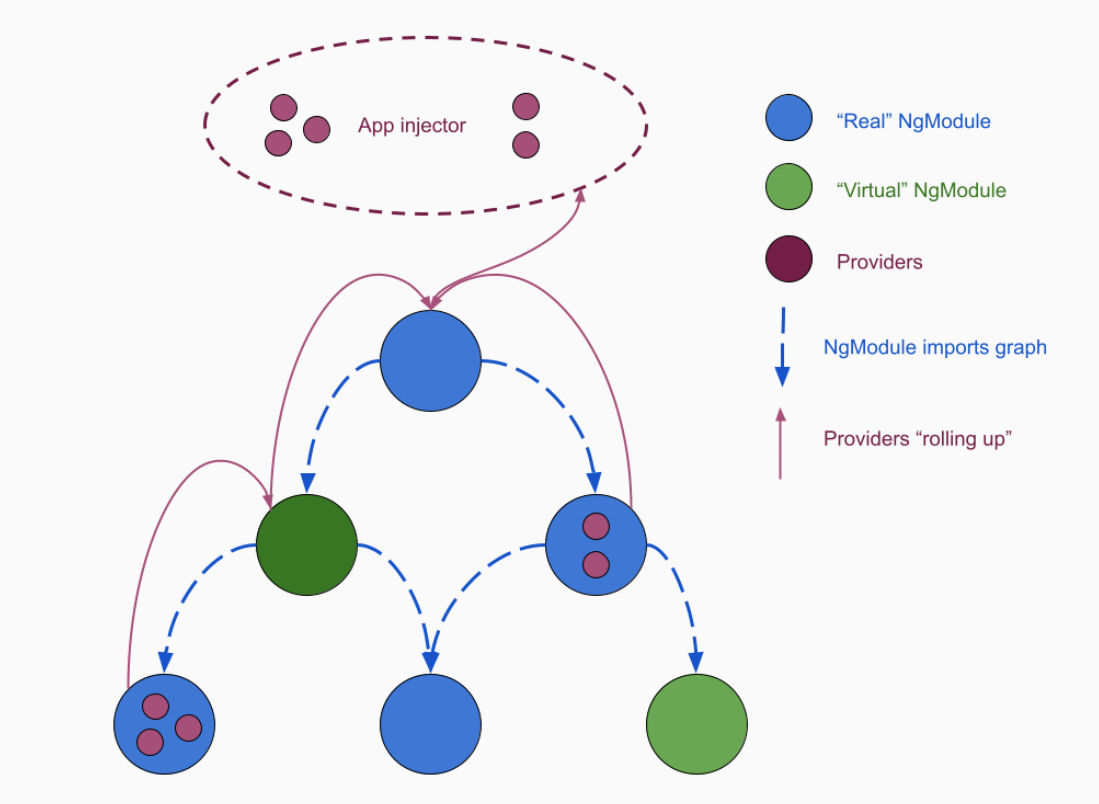 App injector
“Real” NgModule
“Virtual” NgModule
Providers
NgModule imports graph
Providers “rolling up”